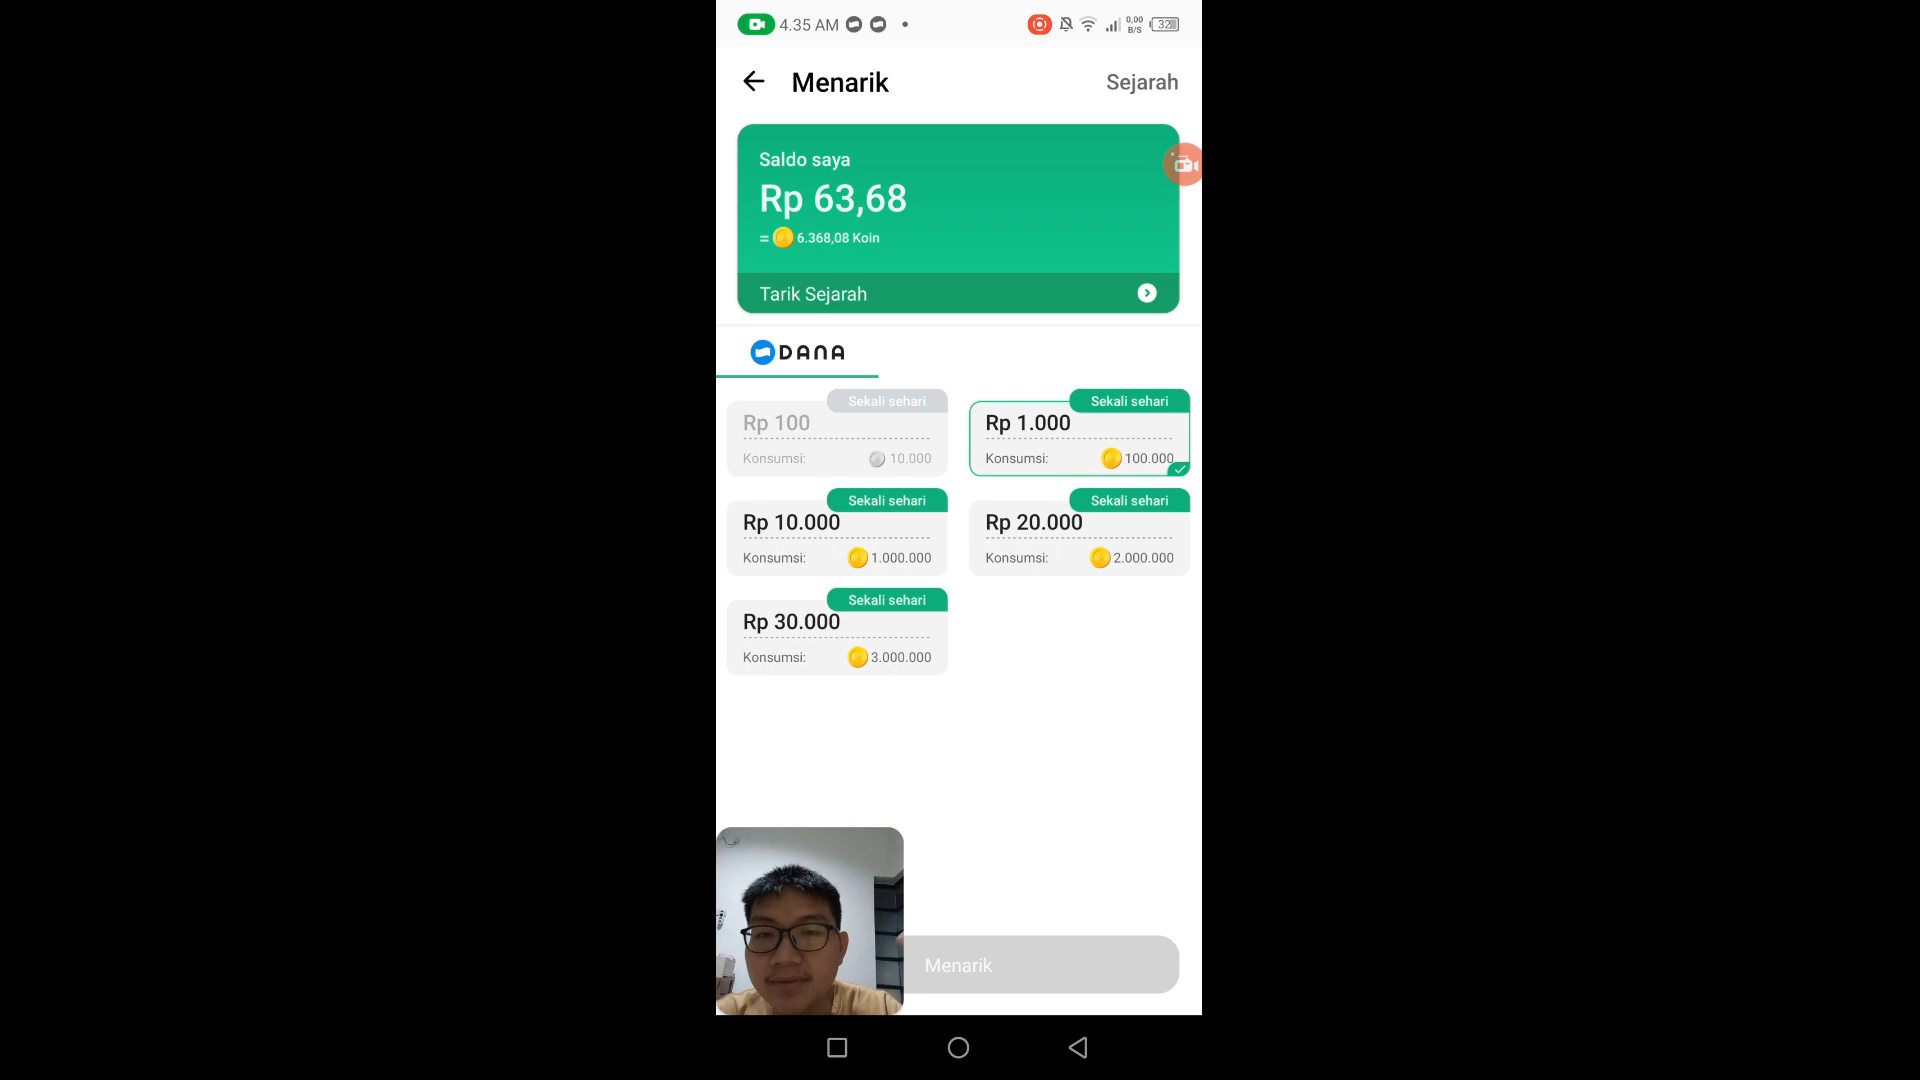 4.35 AM
0,00
B/S
32
Menarik
Sejarah
Saldo saya
Rp 63,68
= 6.368,08 Koin
Tarik Sejarah
DANA
Sekali sehari
Rp 100
Konsumsi: 10.000
Sekali sehari
Rp 1.000
Konsumsi: 100.000
Sekali sehari
Rp 10.000
Konsumsi: 1.000.000
Sekali sehari
Rp 20.000
Konsumsi: 2.000.000
Sekali sehari
Rp 30.000
Konsumsi: 3.000.000
Menarik